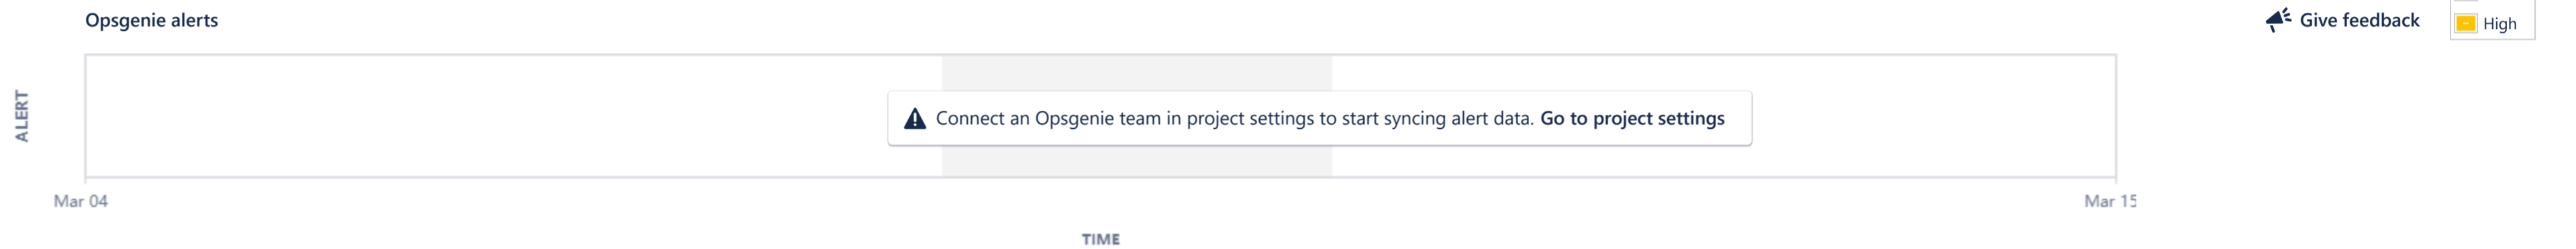 Opsgenie alerts
Give feedback
High
ALERT
Connect an Opsgenie team in project settings to start syncing alert data. Go to project settings
Mar 04
Mar 15
TIME